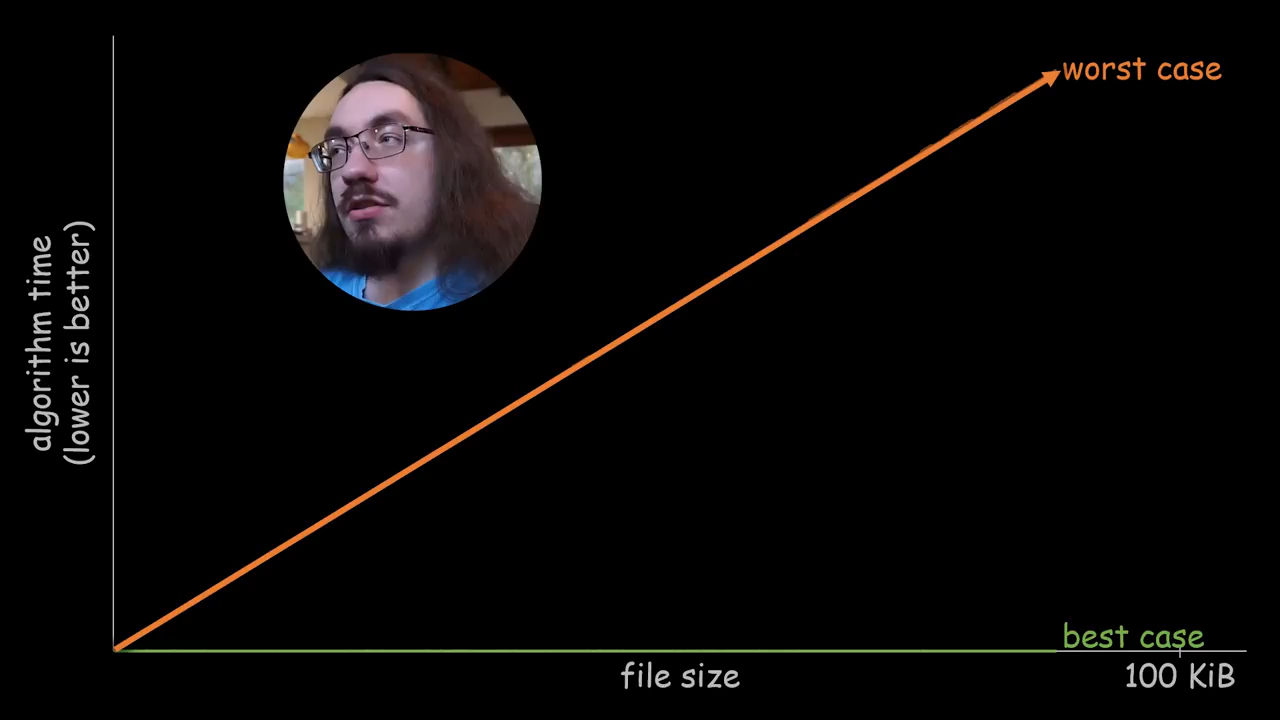 worst case
algorithm time
(lower is better)
best case
file size
100 KiB